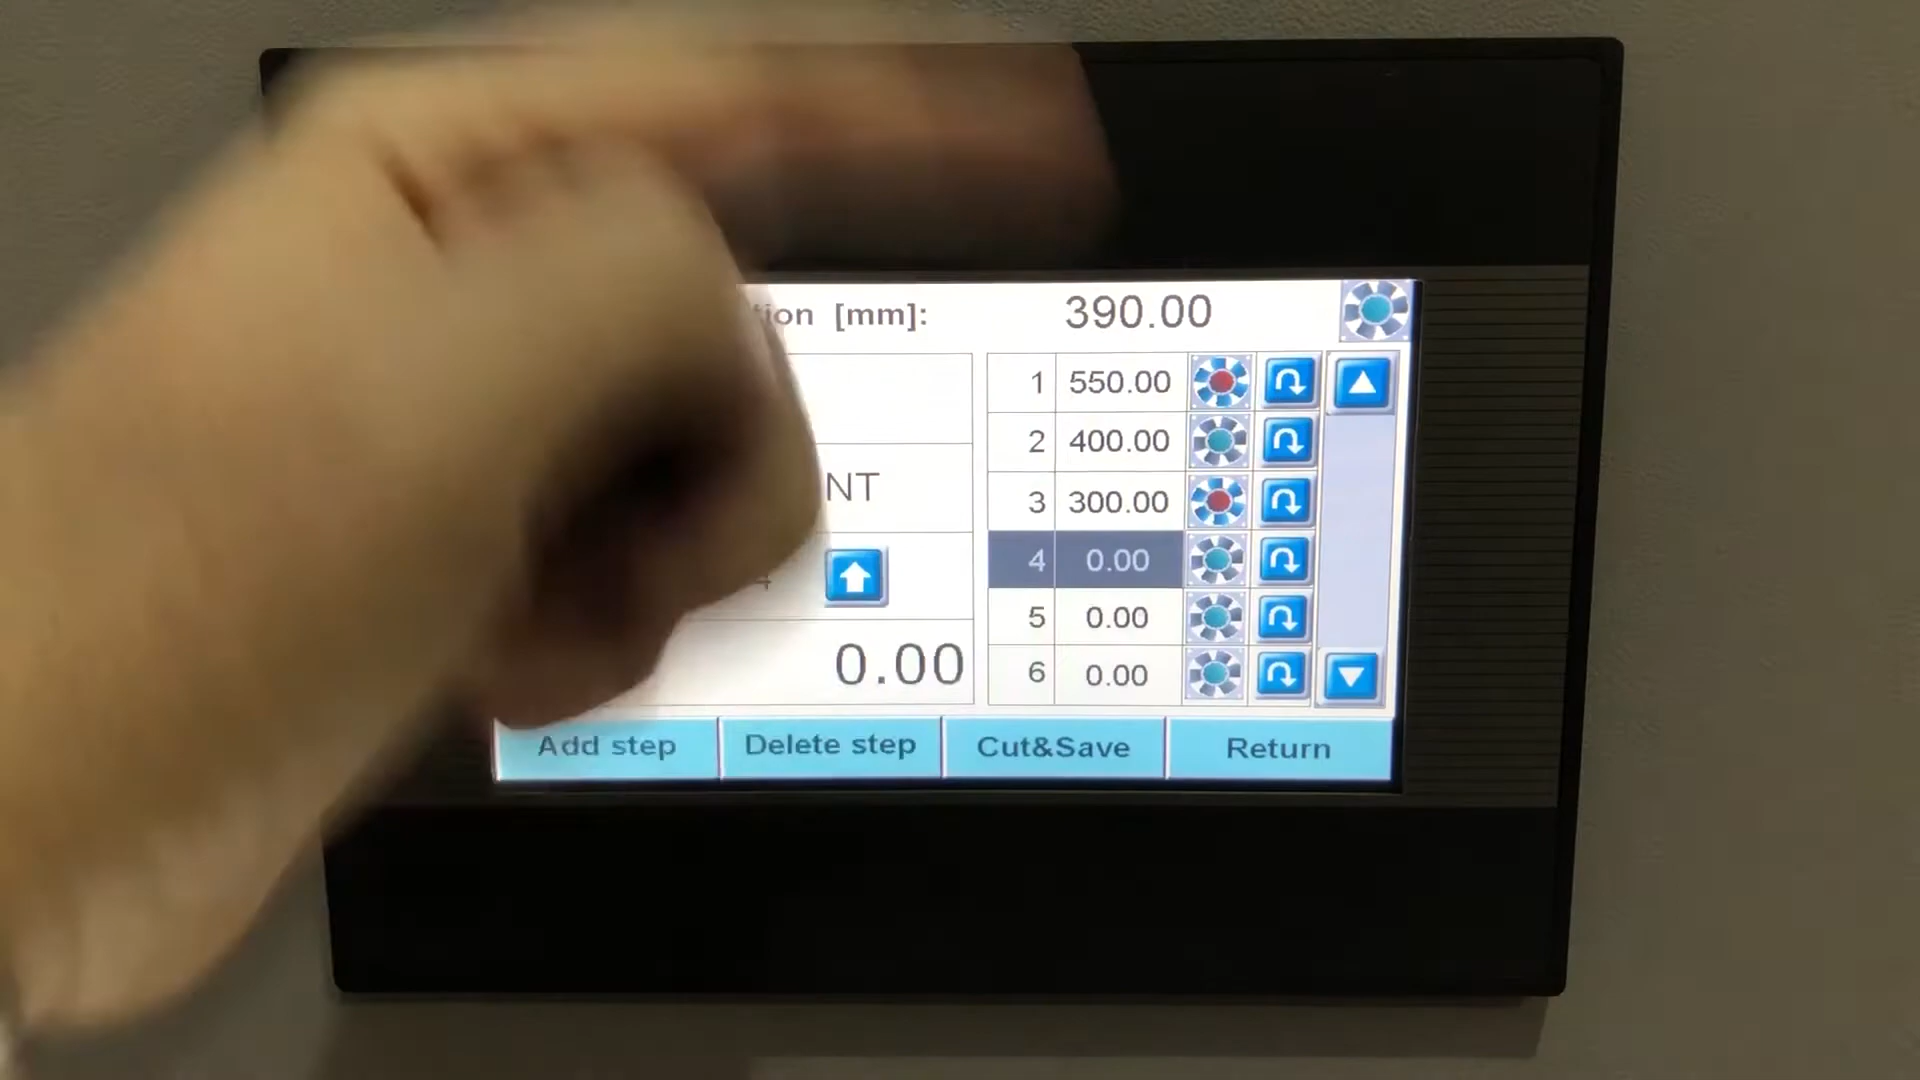 [mm]: 390.00
1 550.00
2 400.00
NT
3 300.00
4 0.00
5 0.00
0.00
6 0.00
Add step Delete step Cut&Save Return